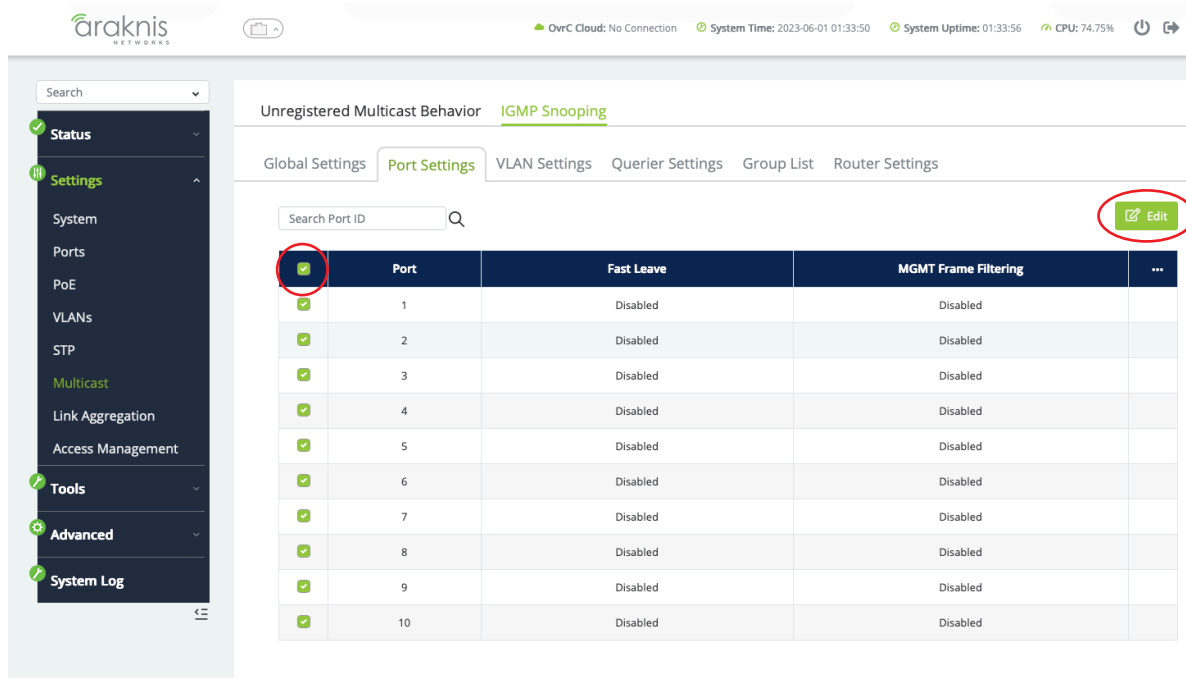 araknis
NETWORKS
OvrC Cloud: No Connection System Time: 2023-06-01 01:33:50 System Uptime: 01:33:56 CPU: 74.75%
Search
Status
Settings
System
Ports
PoE
VLANs
STP
Multicast
Link Aggregation
Access Management
Tools
Advanced
System Log
Unregistered Multicast Behavior IGMP Snooping
Global Settings Port Settings VLAN Settings Querier Settings Group List Router Settings
Search Port ID Edit
Port Fast Leave MGMT Frame Filtering ...
1 Disabled Disabled
2 Disabled Disabled
3 Disabled Disabled
4 Disabled Disabled
5 Disabled Disabled
6 Disabled Disabled
7 Disabled Disabled
8 Disabled Disabled
9 Disabled Disabled
10 Disabled Disabled